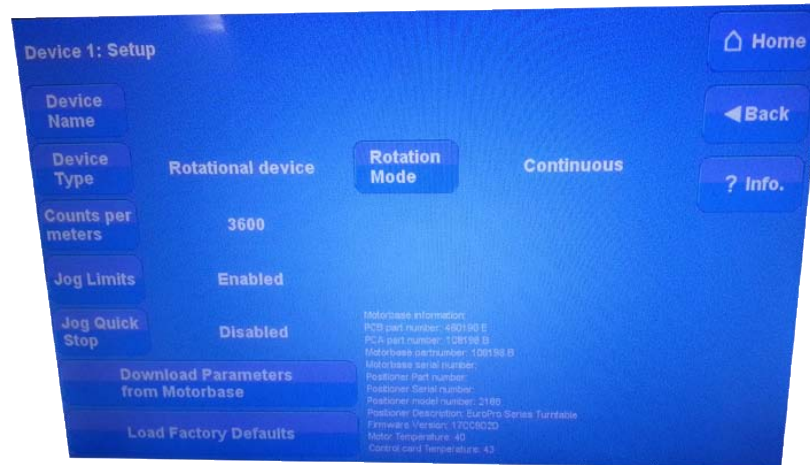 Device 1: Setup
Home
Device
Name
Back
Device
Type
Rotational device
Rotation
Mode
Continuous
? Info.
Counts per
meters
3600
Jog Limits
Enabled
Jog Quick
Stop
Disabled
Download Parameters
from Motorbase
Load Factory Defaults
Motorbase information:
PCB part number: 460190 E
PCA part number: 108198 B
Motorbase partnumber: 108198 B
Motorbase serial number:
Positioner Part number:
Positioner Serial number:
Positioner model number: 2188
Positioner Description: EuroPro Series Turntable
Firmware Version:
Motor Temperature: 40
Control card Temperature: 43